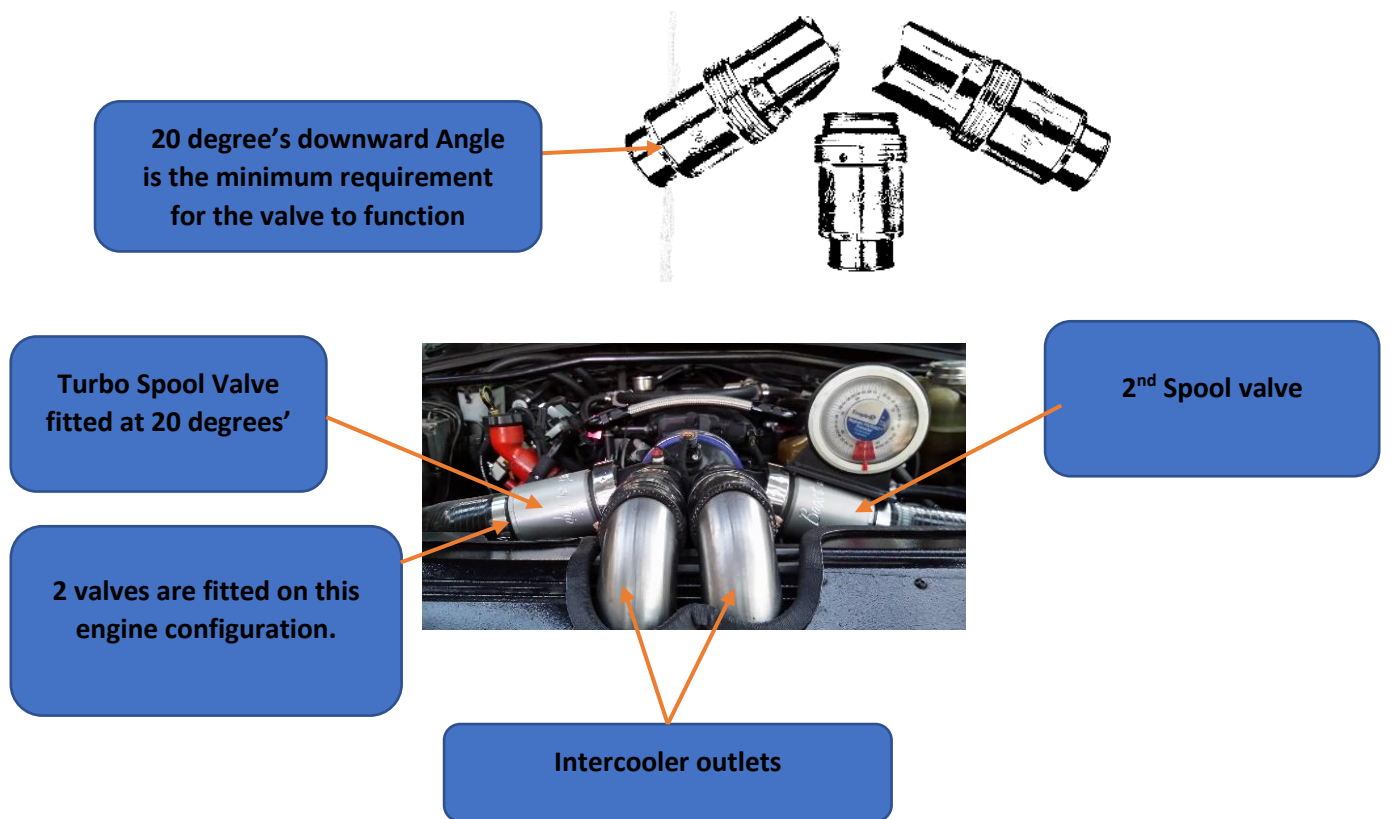 20 degree’s downward Angle
is the minimum requirement
for the valve to function
Turbo Spool Valve
fitted at 20 degrees’
2nd Spool valve
2 valves are fitted on this
engine configuration.
Intercooler outlets